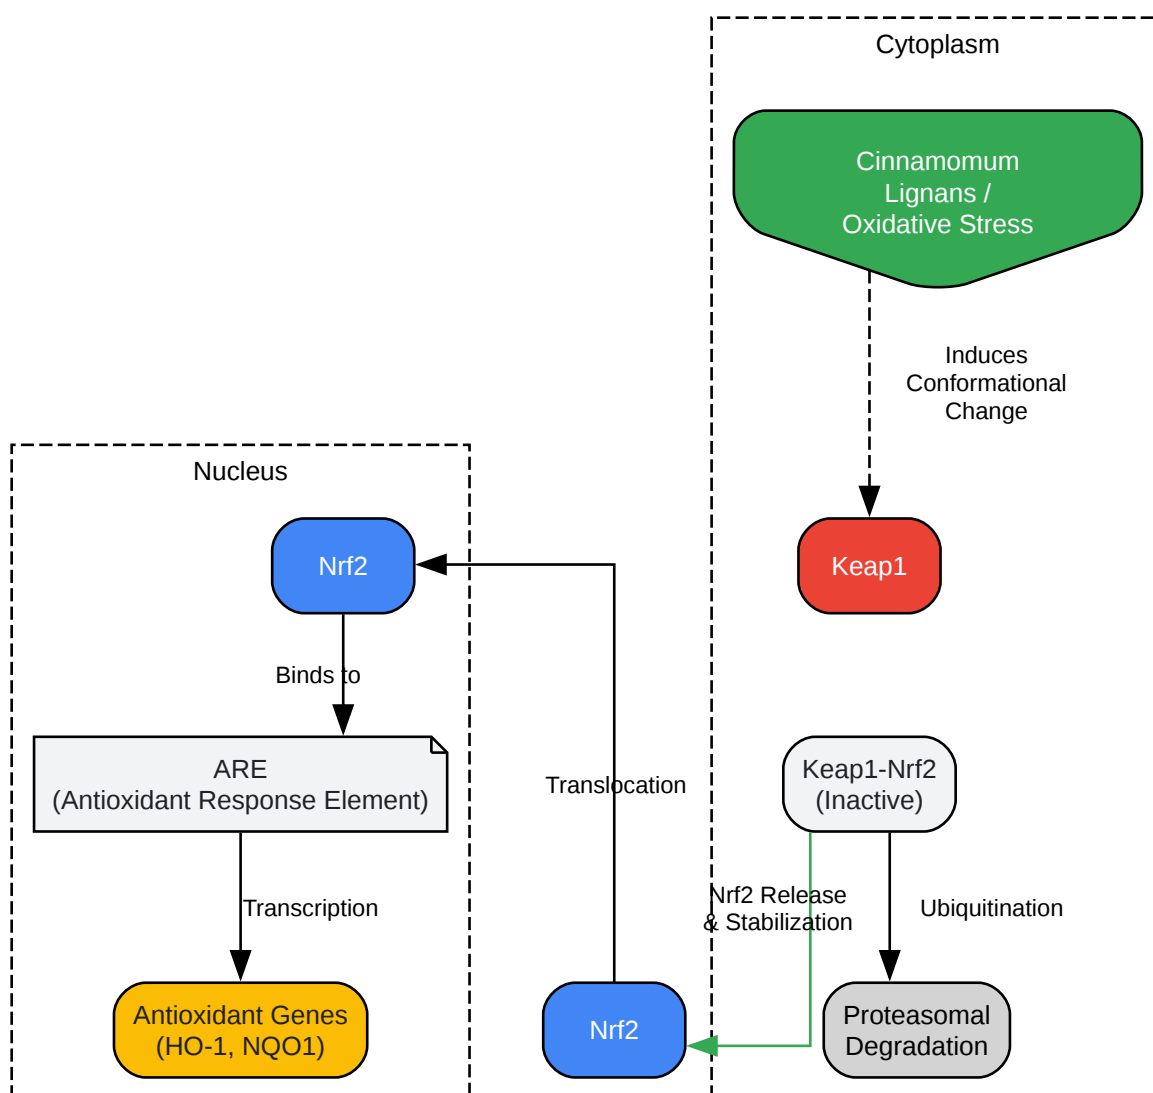 Cytoplasm
Cinnamomum
Lignans /
Oxidative Stress
Induces
Conformational
Change
Nucleus
Nrf2
Keap1
Binds to
ARE
(Antioxidant Response Element)
Translocation
Keap1-Nrf2
(Inactive)
Transcription
Nrf2 Release
& Stabilization
Ubiquitination
Antioxidant Genes
(HO-1, NQO1)
Nrf2
Proteasomal
Degradation